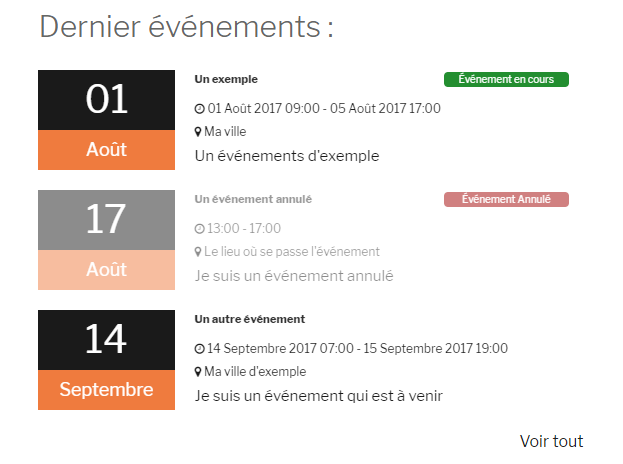 Dernier événements :
01
Août
Un exemple
Événement en cours
01 Août 2017 09:00 - 05 Août 2017 17:00
Ma ville
Un événements d'exemple
17
Août
Un événement annulé
Événement Annulé
13:00 - 17:00
Le lieu où se passe l'événement
Je suis un événement annulé
14
Septembre
Un autre événement
14 Septembre 2017 07:00 - 15 Septembre 2017 19:00
Ma ville d'exemple
Je suis un événement qui est à venir
Voir tout